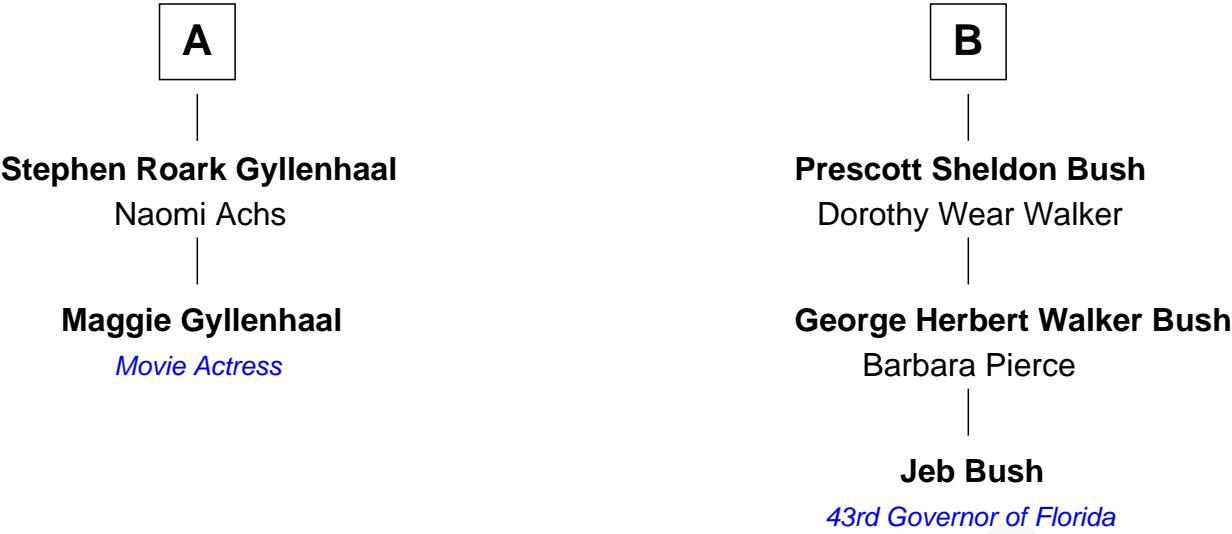 A
B
Stephen Roark Gyllenhaal
Prescott Sheldon Bush
Naomi Achs
Dorothy Wear Walker
Maggie Gyllenhaal
George Herbert Walker Bush
Movie Actress
Barbara Pierce
Jeb Bush
43rd Governor of Florida